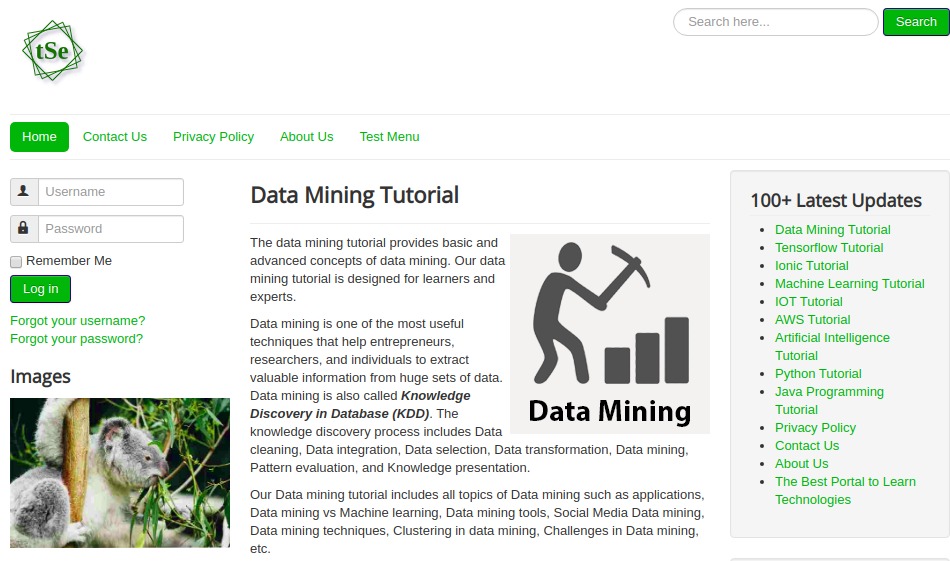 tSe
Search here...
Search
Home
Contact Us
Privacy Policy
About Us
Test Menu
Username
Password
Remember Me
Log in
Forgot your username?
Forgot your password?
Images
Data Mining Tutorial
The data mining tutorial provides basic and
advanced concepts of data mining. Our data
mining tutorial is designed for learners and
experts.
Data mining is one of the most useful
techniques that help entrepreneurs,
researchers, and individuals to extract
valuable information from huge sets of data.
Data mining is also called Knowledge
Discovery in Database (KDD). The
knowledge discovery process includes Data
cleaning, Data integration, Data selection, Data transformation, Data mining,
Pattern evaluation, and Knowledge presentation.
Our Data mining tutorial includes all topics of Data mining such as applications,
Data mining vs Machine learning, Data mining tools, Social Media Data mining,
Data mining techniques, Clustering in data mining, Challenges in Data mining,
etc.
Data Mining
100+ Latest Updates
Data Mining Tutorial
Tensorflow Tutorial
Ionic Tutorial
Machine Learning Tutorial
IOT Tutorial
AWS Tutorial
Artificial Intelligence
Tutorial
Python Tutorial
Java Programming
Tutorial
Privacy Policy
Contact Us
About Us
The Best Portal to Learn
Technologies